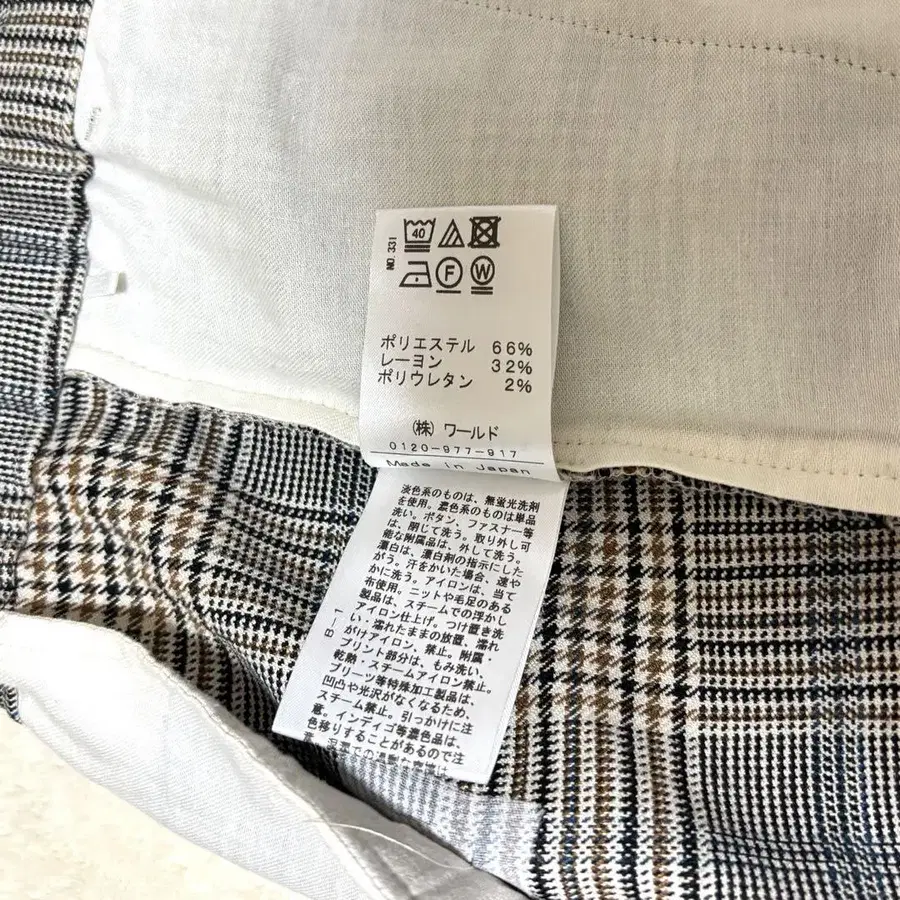 NO.331
40
F W
ポリエステル 66%
レーヨン 32%
ポリウレタン 2%
(株) ワールド
0120-977-917
Made in Japan
淡色系のものは、無蛍光洗剤
を使用。濃色系のものは単品
洗い。ボタン、ファスナー等
は、閉じて洗う。取り外し可
能な附属品は、外して洗う。
漂白は、漂白剤の指示にした
がう。汗をかいた場合、速や
かに洗う。アイロンは、当て
布使用。ニットや毛足のある
製品は、スチームでの浮かし
アイロン仕上げ。つけ置き洗
い・濡れたままの放置、濡れ
がけアイロン、禁止。附属・
プリント部分は、もみ洗い、
乾熱・スチームアイロン禁止。
プリーツ等特殊加工製品は、
凹凸や光沢がなくなるため、
スチーム禁止。引っかけに注
意。インディゴ等濃色品は、
色移りすることがあるので注
8-1